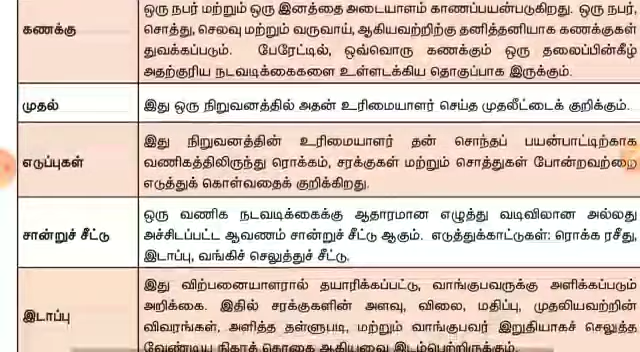 கணக்கு
ஒரு நபர் மற்றும் ஒரு இனத்தை அடையாளம் காணப்பயன்படுகிறது. ஒரு நபர்,
சொத்து, செலவு மற்றும் வருவாய், ஆகியவற்றிற்கு தனித்தனியாக கணக்குகள்
துவக்கப்படும். பேரேட்டில், ஒவ்வொரு கணக்கும் ஒரு தலைப்பின்கீழ்
அதற்குரிய நடவடிக்கைகளை உள்ளடக்கிய தொகுப்பாக இருக்கும்.
முதல்
இது ஒரு நிறுவனத்தில் அதன் உரிமையாளர் செய்த முதலீட்டைக் குறிக்கும்.
எடுப்புகள்
இது நிறுவனத்தின் உரிமையாளர் தன் சொந்தப் பயன்பாட்டிற்காக
வணிகத்திலிருந்து ரொக்கம், சரக்குகள் மற்றும் சொத்துகள் போன்றவற்றை
எடுத்துக் கொள்வதைக் குறிக்கிறது.
சான்றுச் சீட்டு
ஒரு வணிக நடவடிக்கைக்கு ஆதாரமான எழுத்து வடிவிலான அல்லது
அச்சிடப்பட்ட ஆவணம் சான்றுச் சீட்டு ஆகும். எடுத்துக்காட்டுகள்: ரொக்க ரசீது,
இடாப்பு, வங்கிச் செலுத்துச் சீட்டு.
இடாப்பு
இது விற்பனையாளரால் தயாரிக்கப்பட்டு, வாங்குபவருக்கு அளிக்கப்படும்
அறிக்கை. இதில் சரக்குகளின் அளவு, விலை, மதிப்பு, முதலியவற்றின்
விவரங்கள், அளித்த தள்ளுபடி, மற்றும் வாங்குபவர் இறுதியாகச் செலுத்த
வேண்டிய நிகரத் தொகை ஆகியவை இடம்பெற்றிருக்கும்.